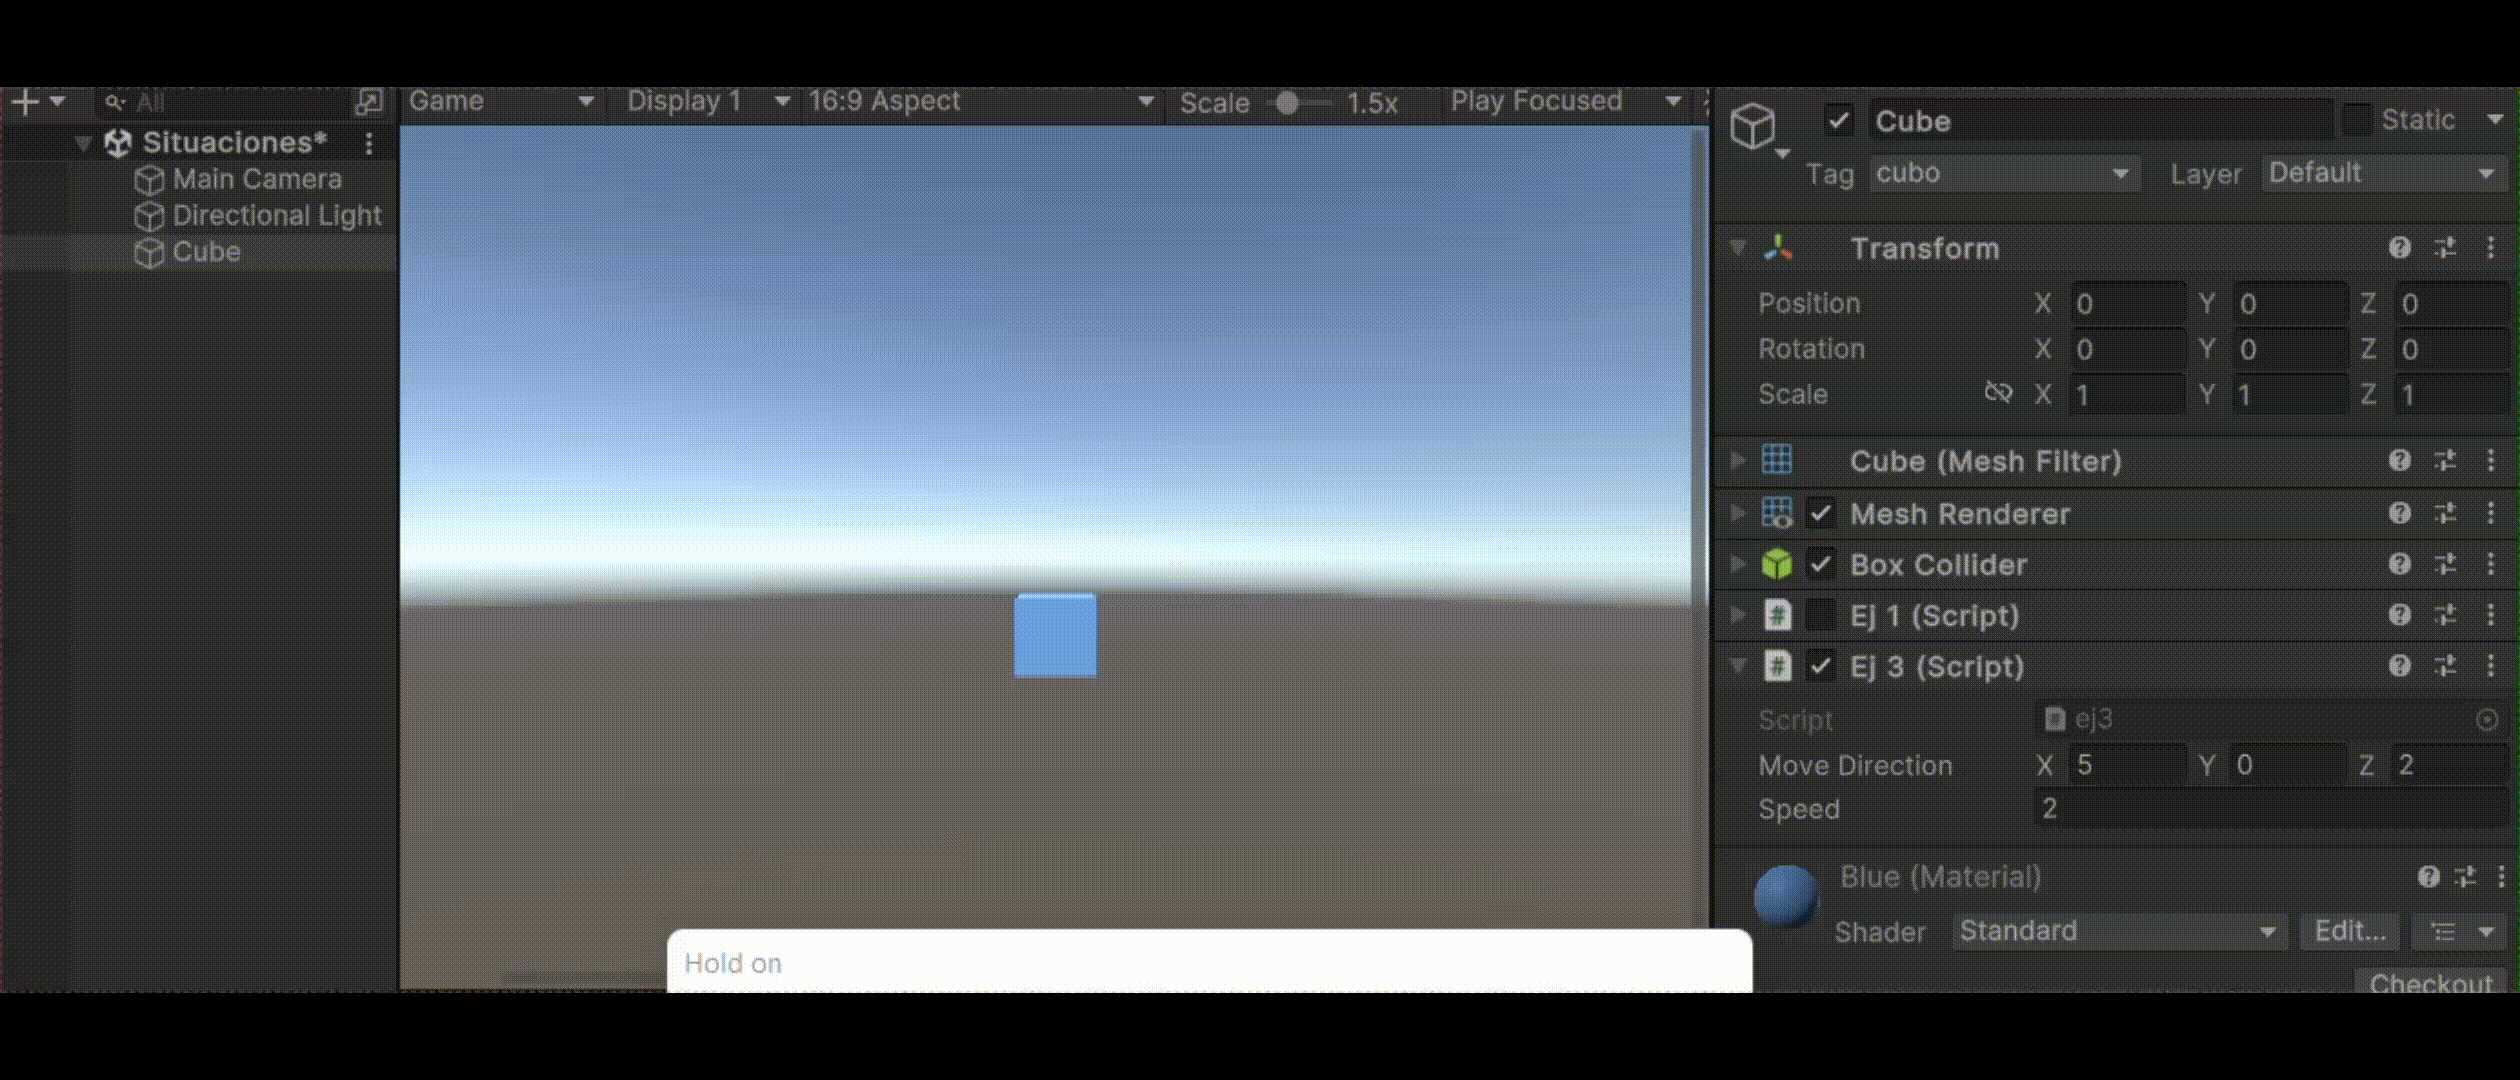 All
Game
Display 1
16:9 Aspect
Scale
1.5x
Play Focused
Situaciones*
Main Camera
Directional Light
Cube
Cube
Static
Tag
cubo
Layer
Default
Transform
Position X 0 Y 0 Z 0
Rotation X 0 Y 0 Z 0
Scale X 1 Y 1 Z 1
Cube (Mesh Filter)
Mesh Renderer
Box Collider
Ej 1 (Script)
# Ej 3 (Script)
Script ej3
Move Direction X 5 Y 0 Z 2
Speed 2
Blue (Material)
Shader Standard Edit...
Hold on
Checkout